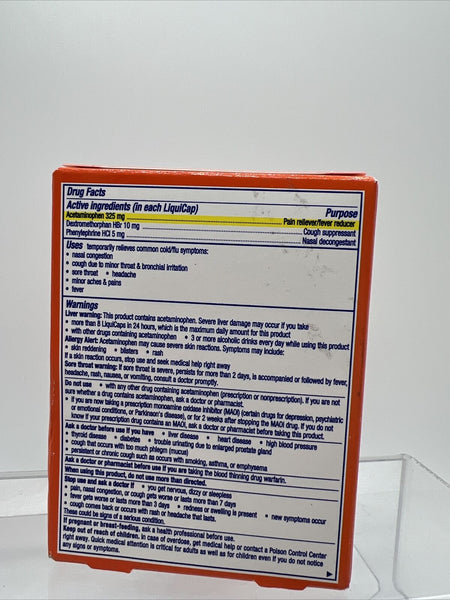 Drug Facts
Active ingredients (in each LiquiCap) Purpose
Acetaminophen 325 mg Pain reliever/fever reducer
Dextromethorphan HBr 10 mg Cough suppressant
Phenylephrine HCl 5 mg Nasal decongestant
Uses temporarily relieves common cold/flu symptoms:
• nasal congestion
• cough due to minor throat & bronchial irritation
• sore throat • headache
• minor aches & pains
• fever
Warnings
Liver warning: This product contains acetaminophen. Severe liver damage may occur if you take
• more than 8 LiquiCaps in 24 hours, which is the maximum daily amount for this product
• with other drugs containing acetaminophen • 3 or more alcoholic drinks every day while using this product
Allergy Alert: Acetaminophen may cause severe skin reactions. Symptoms may include:
• skin reddening • blisters • rash
If a skin reaction occurs, stop use and seek medical help right away
Sore throat warning: If sore throat is severe, persists for more than 2 days, is accompanied or followed by fever,
headache, rash, nausea, or vomiting, consult a doctor promptly.
Do not use • with any other drug containing acetaminophen (prescription or nonprescription). If you are not
sure whether a drug contains acetaminophen, ask a doctor or pharmacist.
• if you are now taking a prescription monoamine oxidase inhibitor (MAOI) (certain drugs for depression, psychiatric
or emotional conditions, or Parkinson's disease), or for 2 weeks after stopping the MAOI drug. If you do not
know if your prescription drug contains an MAOI, ask a doctor or pharmacist before taking this product.
Ask a doctor before use if you have • liver disease • heart disease • high blood pressure
• thyroid disease • diabetes • trouble urinating due to enlarged prostate gland
• cough that occurs with too much phlegm (mucus)
• persistent or chronic cough such as occurs with smoking, asthma, or emphysema
Ask a doctor or pharmacist before use if you are taking the blood thinning drug warfarin.
When using this product, do not use more than directed.
Stop use and ask a doctor if • you get nervous, dizzy or sleepless
• pain, nasal congestion, or cough gets worse or lasts more than 7 days
• fever gets worse or lasts more than 3 days • redness or swelling is present • new symptoms occur
• cough comes back or occurs with rash or headache that lasts.
These could be signs of a serious condition.
If pregnant or breast-feeding, ask a health professional before use.
Keep out of reach of children. In case of overdose, get medical help or contact a Poison Control Center
right away. Quick medical attention is critical for adults as well as for children even if you do not notice
any signs or symptoms.